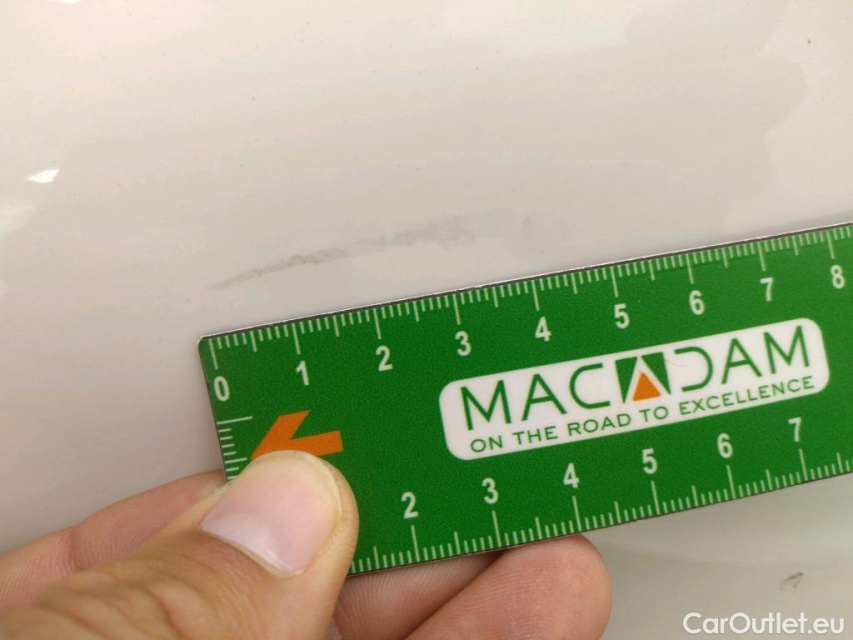 0 1 2 3 4 5 6 7 8
MACADAM
ON THE ROAD TO EXCELLENCE
2 3 4 5 6 7
CarOutlet.eu